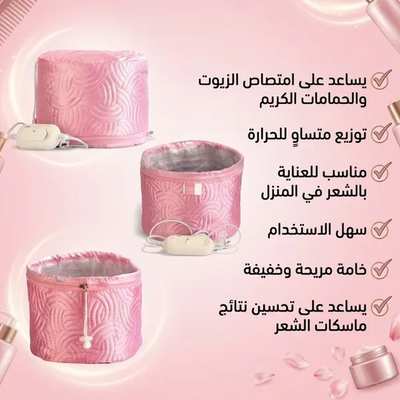 يساعد على امتصاص الزيوت
والحمامات الكريم
توزيع متساوٍ للحرارة
مناسب للعناية
بالشعر في المنزل
سهل الاستخدام
خامة مريحة وخفيفة
يساعد على تحسين نتائج
ماسكات الشعر